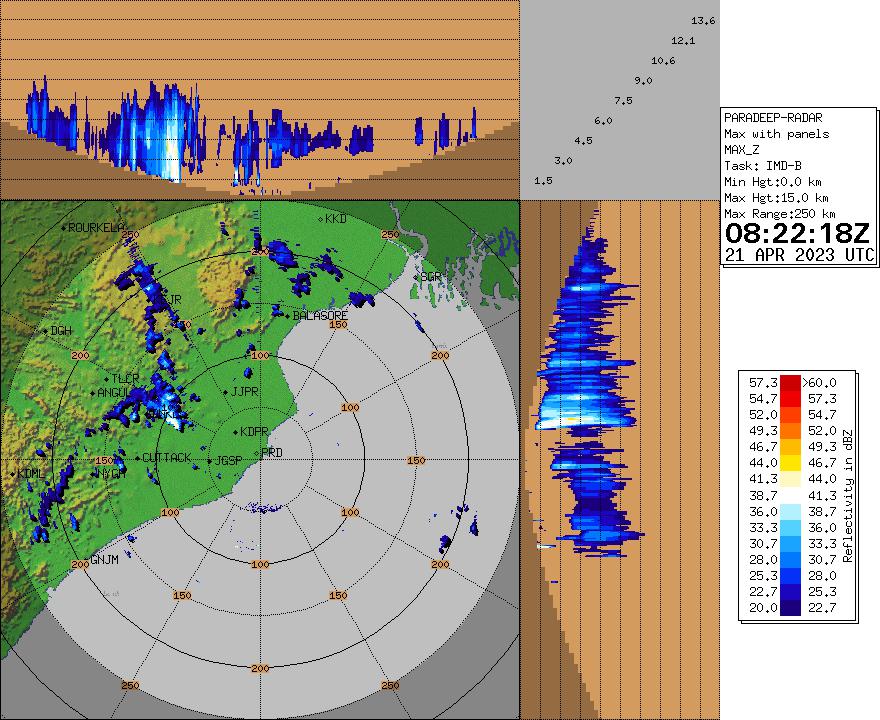 13.6
12.1
10.6
9.0
7.5
6.0
4.5
3.0
1.5
PARADEEP-RADAR
Max with panels
MAX_Z
Task: IMD-B
Min Hgt:0.0 km
Max Hgt:15.0 km
Max Range:250 km
08:22:18Z
21 APR 2023 UTC
KKD
ROURKELA
250
250
200
SGR
JR
BALASORE
DGH
150
200
100
200
TLCR
ANGUL
JJPR
100
KDPR
PRD
CUTTACK
JGSP
150
150
KDML
NYGH
100
100
GNJM
200
100
200
150
150
150
200
250
250
57.3 >60.0
54.7 57.3
52.0 54.7
49.3 52.0
46.7 49.3
44.0 46.7
41.3 44.0
38.7 41.3
36.0 38.7
33.3 36.0
30.7 33.3
28.0 30.7
25.3 28.0
22.7 25.3
20.0 22.7
Reflectivity in dBZ